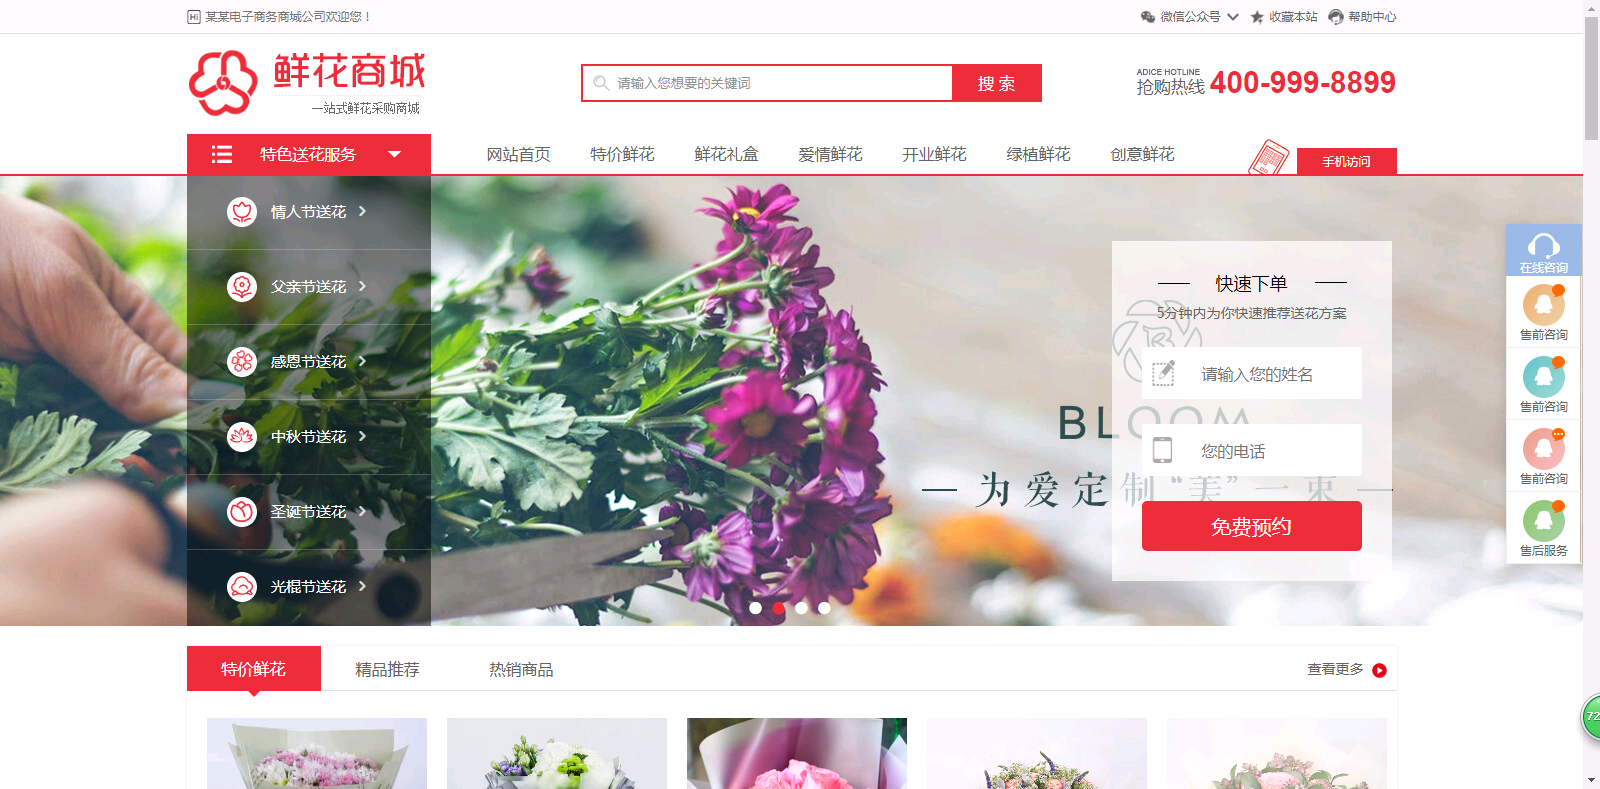 Hi 某某电子商务商城公司欢迎您！
微信公众号 收藏本站 帮助中心
鲜花商城
一站式鲜花采购商城
请输入您想要的关键词 搜 索
ADICE HOTLINE
抢购热线 400-999-8899
特色送花服务 网站首页 特价鲜花 鲜花礼盒 爱情鲜花 开业鲜花 绿植鲜花 创意鲜花 手机访问
情人节送花
父亲节送花
感恩节送花
中秋节送花
圣诞节送花
光棍节送花
BLOOM
— 为爱定制“美”一束 —
快速下单
5分钟内为你快速推荐送花方案
请输入您的姓名
您的电话
免费预约
在线咨询
售前咨询
售前咨询
售前咨询
售后服务
特价鲜花 精品推荐 热销商品 查看更多
72